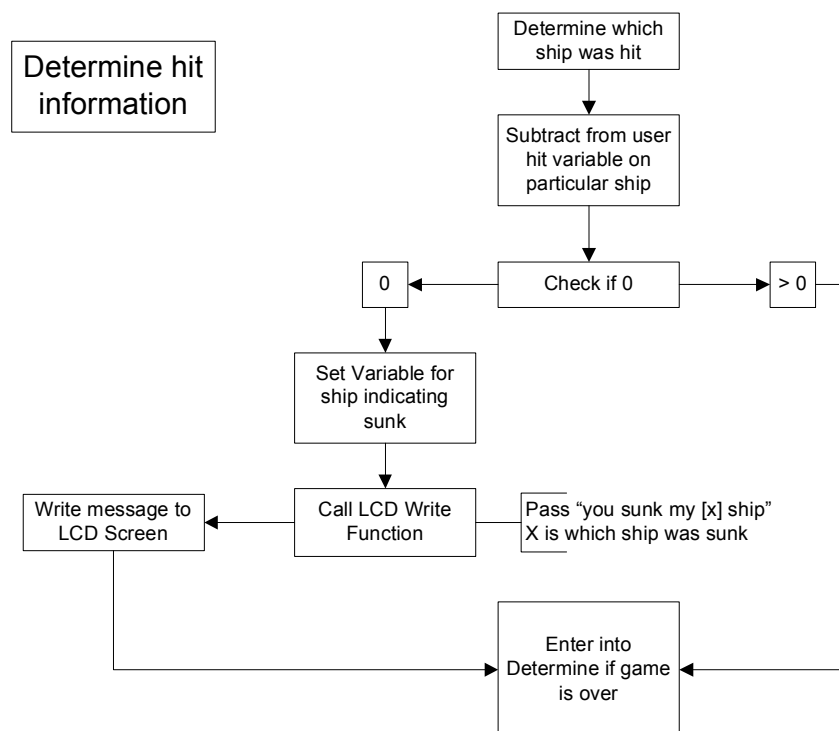 Determine hit
information
Determine which
ship was hit
Subtract from user
hit variable on
particular ship
0
Check if 0
> 0
Set Variable for
ship indicating
sunk
Write message to
LCD Screen
Call LCD Write
Function
Pass “you sunk my [x] ship”
X is which ship was sunk
Enter into
Determine if game
is over